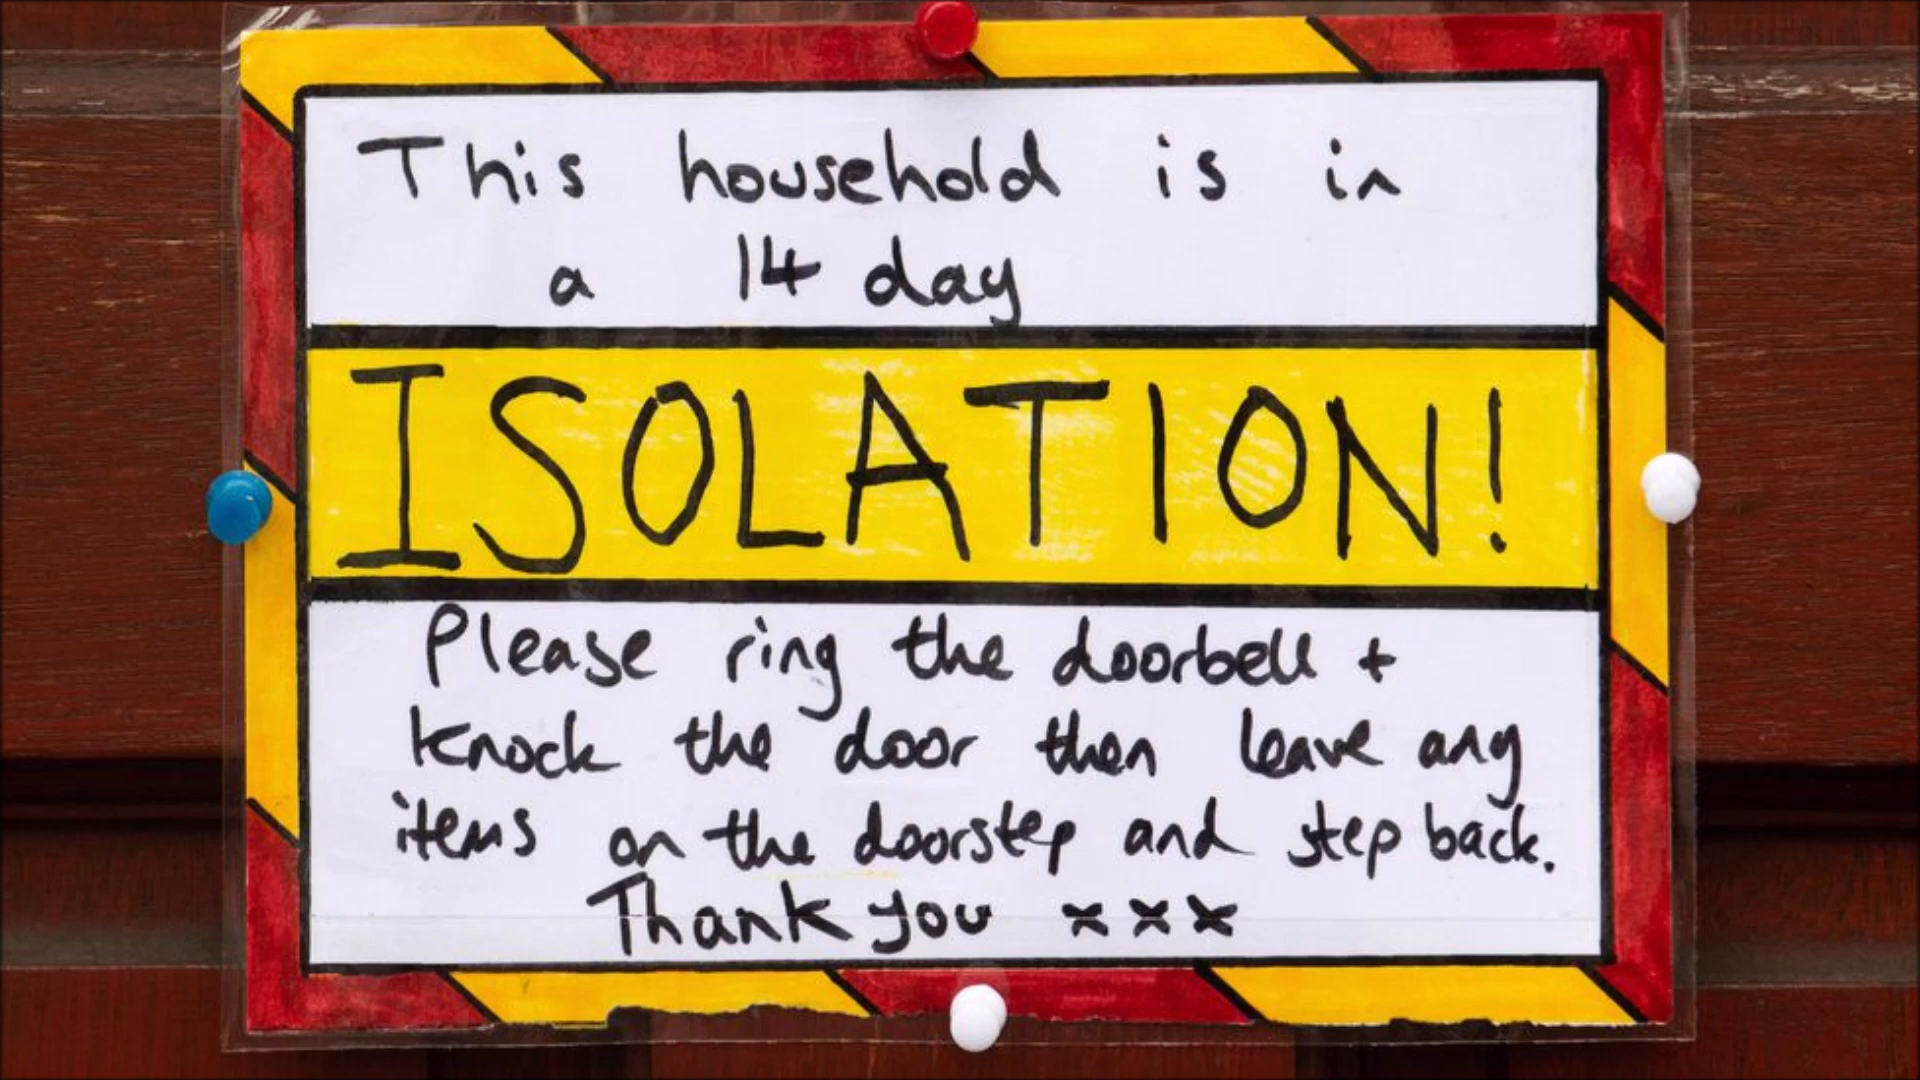 This household is in
a 14 day
ISOLATION!
Please ring the doorbell +
knock the door then leave any
items on the doorstep and step back.
Thank you xxx